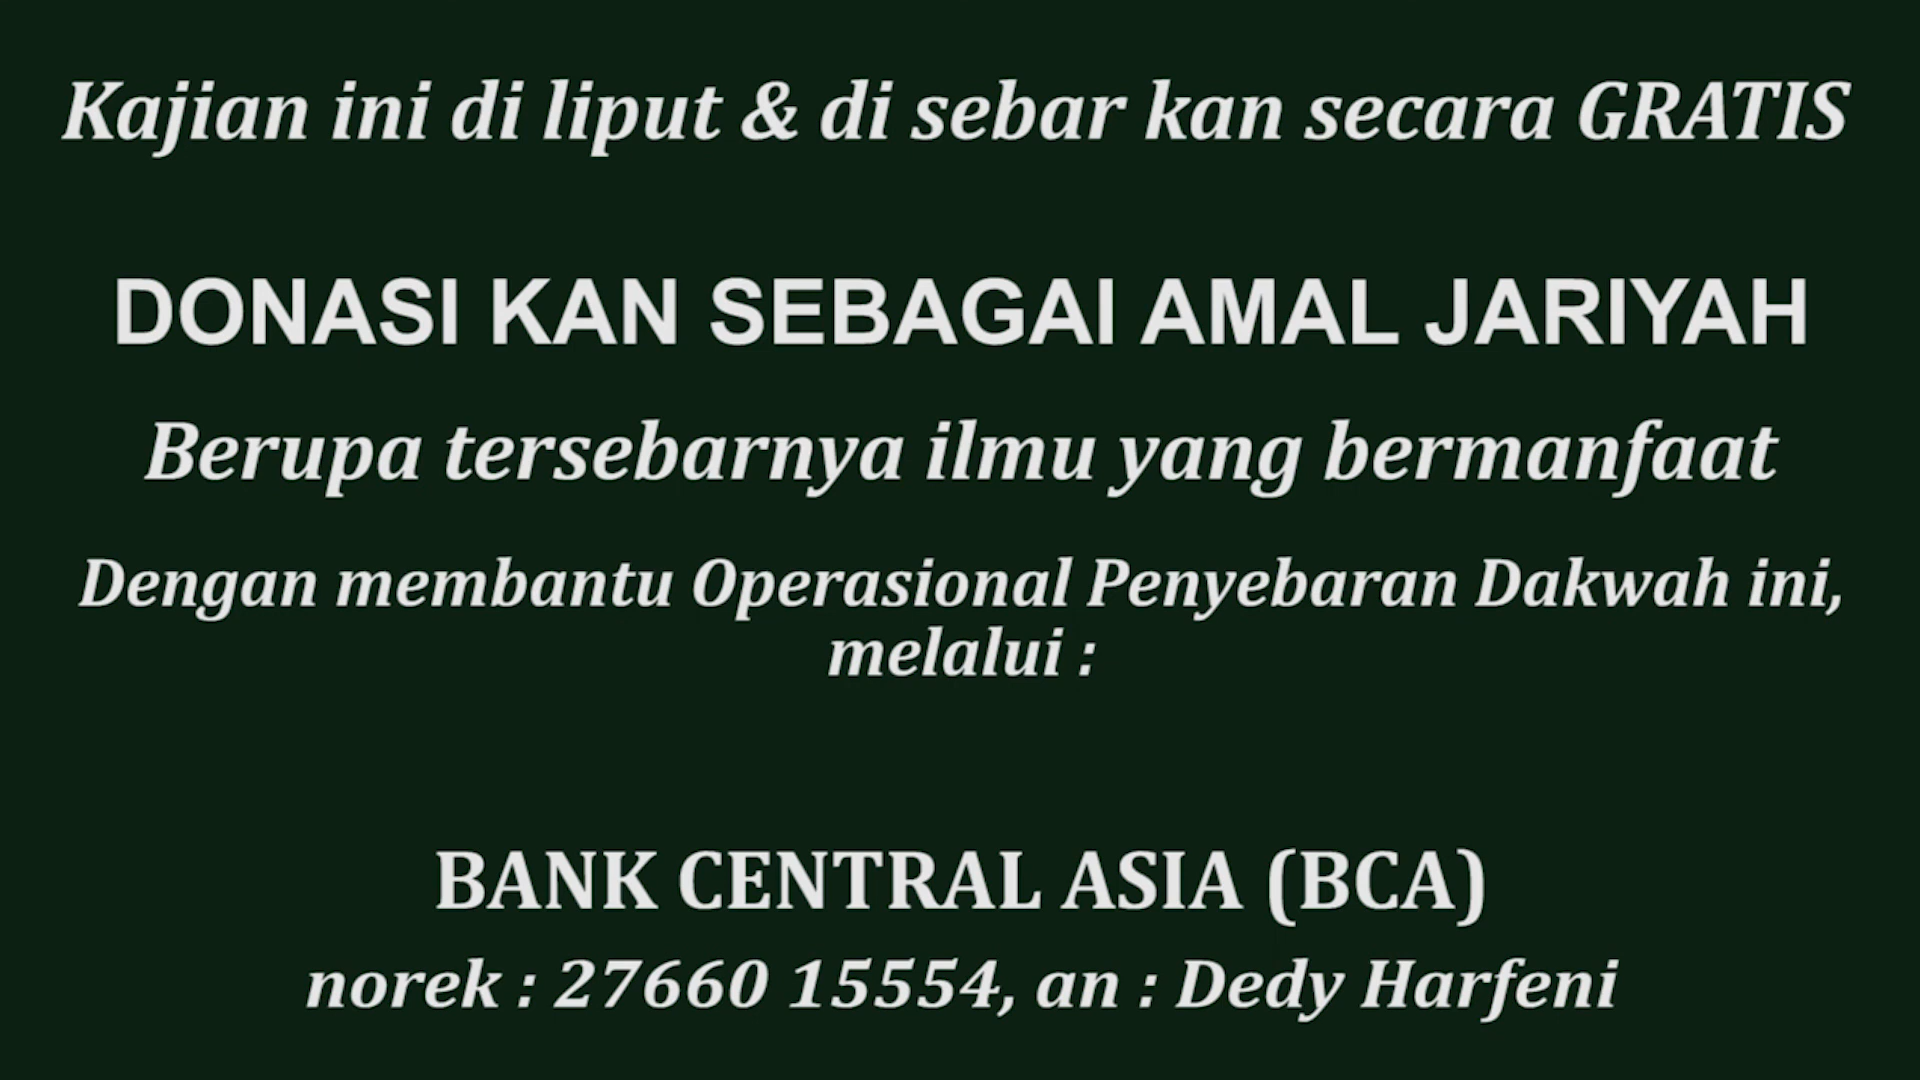 Kajian ini di liput & di sebar kan secara GRATIS
DONASI KAN SEBAGAI AMAL JARIYAH
Berupa tersebarnya ilmu yang bermanfaat
Dengan membantu Operasional Penyebaran Dakwah ini,
melalui :
BANK CENTRAL ASIA (BCA)
norek : 27660 15554, an : Dedy Harfeni